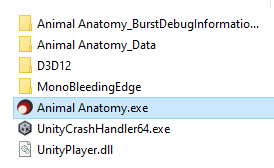 Animal Anatomy_BurstDebugInformatio...
Animal Anatomy_Data
D3D12
MonoBleedingEdge
Animal Anatomy.exe
UnityCrashHandler64.exe
UnityPlayer.dll